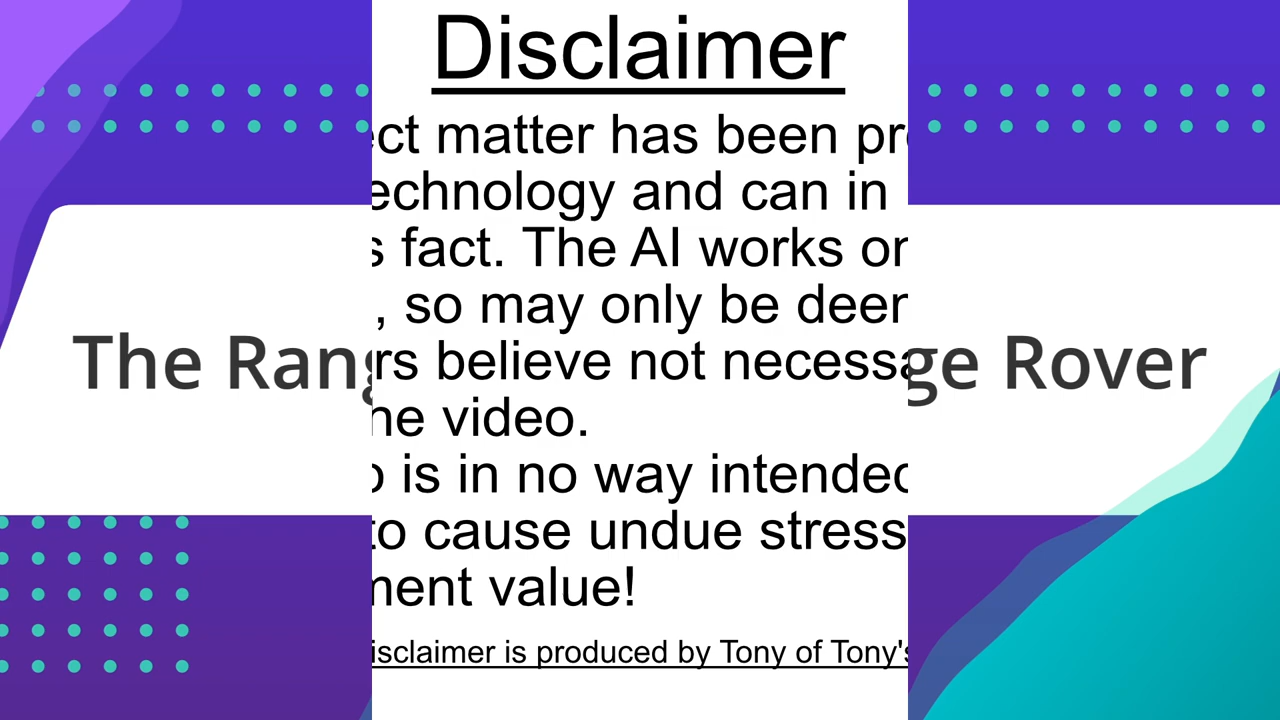 Disclaimer
ect matter has been pr
echnology and can in
s fact. The AI works or
, so may only be deer
The Rang
rs believe not necessa
ge Rover
he video.
o is in no way intended
to cause undue stress
ment value!
isclaimer is produced by Tony of Tony's